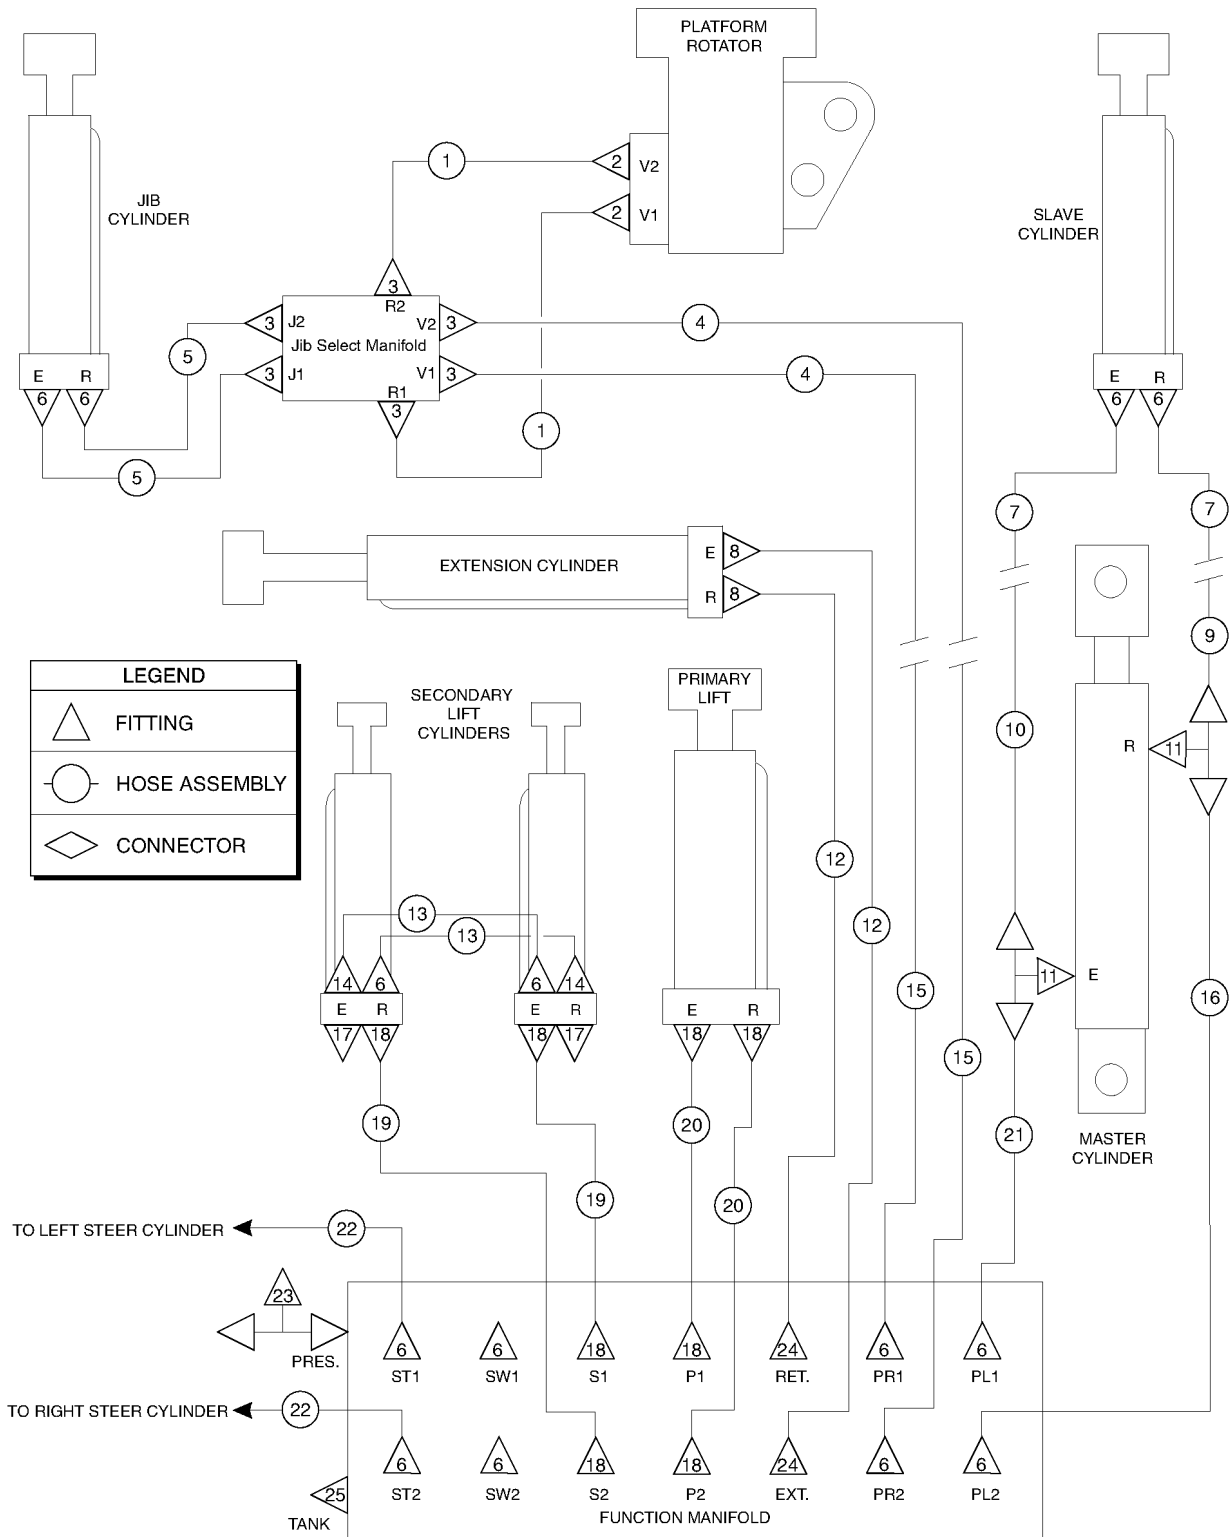 PLATFORM
ROTATOR
JIB
CYLINDER
SLAVE
CYLINDER
1
2
V2
2
V1
1
3
R2
3
J2
V2
3
4
Jib Select Manifold
5
3
J1
V1
3
4
R1
3
E
R
6
6
5
E
R
6
6
7
7
EXTENSION CYLINDER
E
8
R
8
9
LEGEND
FITTING
HOSE ASSEMBLY
CONNECTOR
SECONDARY
LIFT
CYLINDERS
PRIMARY
LIFT
10
R
11
12
12
13
13
14
6
6
14
E
R
E
R
E
R
17
18
18
17
18
18
11
E
15
16
15
19
20
21
MASTER
CYLINDER
19
20
TO LEFT STEER CYLINDER
22
23
PRES.
6
6
18
18
24
6
6
ST1
SW1
S1
P1
RET.
PR1
PL1
TO RIGHT STEER CYLINDER
22
6
6
18
18
24
6
6
25
ST2
SW2
S2
P2
EXT.
PR2
PL2
TANK
FUNCTION MANIFOLD